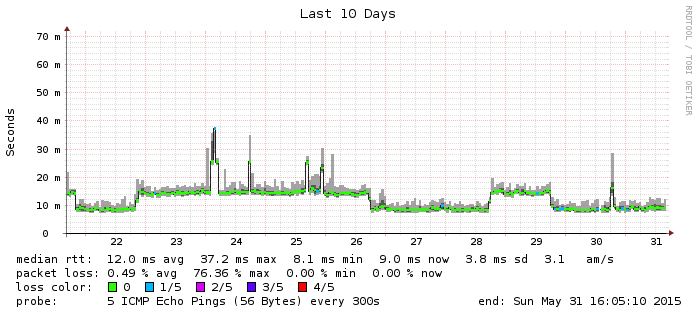 Last 10 Days
RRDTOOL / TOBI OETIKER
Seconds
70 m
60 m
50 m
40 m
30 m
20 m
10 m
0
22 23 24 25 26 27 28 29 30 31
median rtt: 12.0 ms avg 37.2 ms max 8.1 ms min 9.0 ms now 3.8 ms sd 3.1 am/s
packet loss: 0.49 % avg 76.36 % max 0.00 % min 0.00 % now
loss color: 0 1/5 2/5 3/5 4/5
probe: 5 ICMP Echo Pings (56 Bytes) every 300s end: Sun May 31 16:05:10 2015